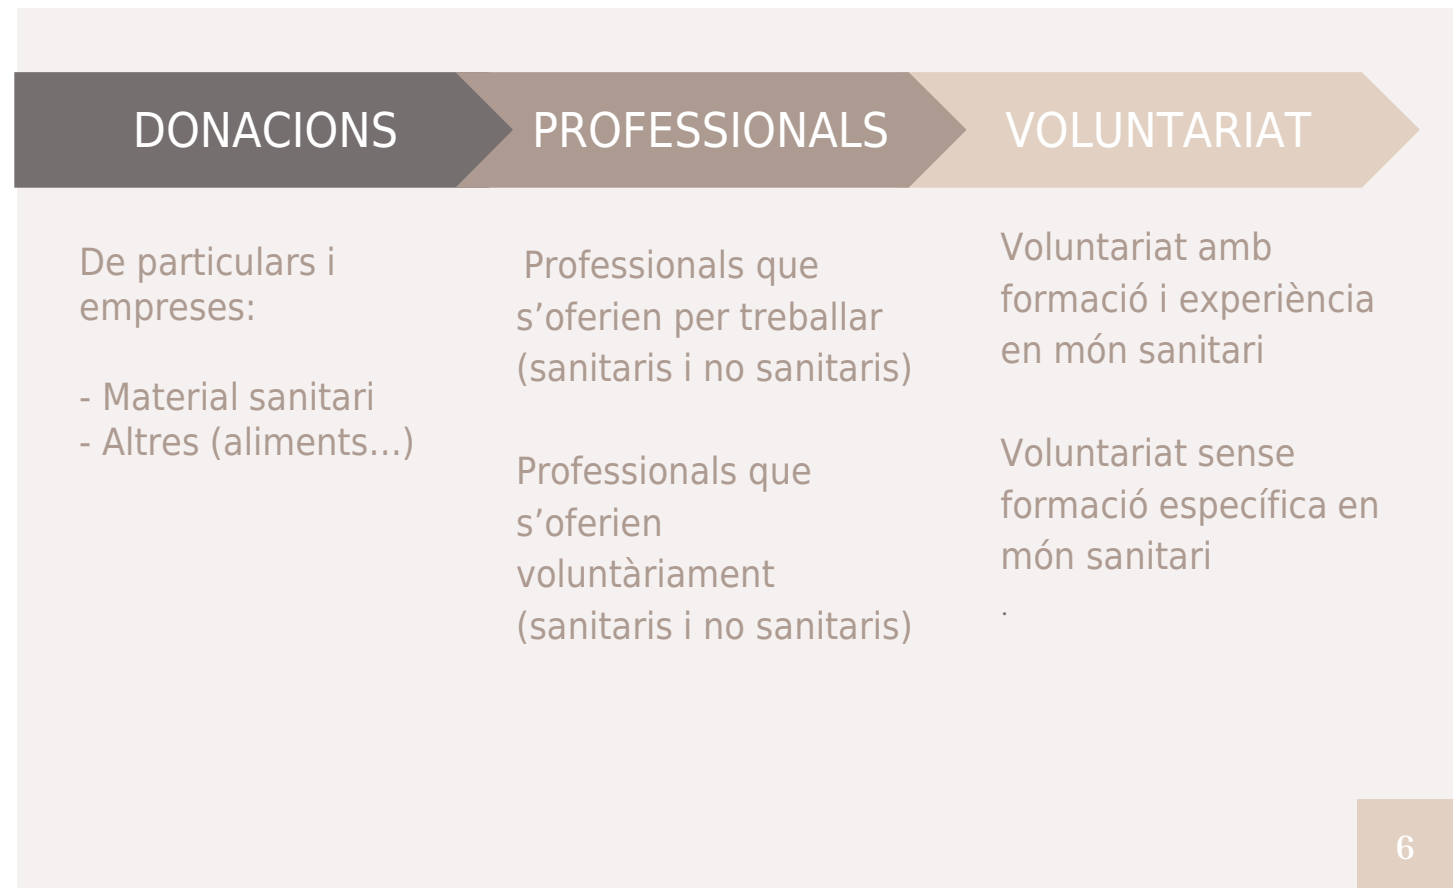 DONACIONS
PROFESSIONALS
VOLUNTARIAT
De particulars i
empreses:
- Material sanitari
- Altres (aliments...)
Professionals que
s’oferien per treballar
(sanitaris i no sanitaris)
Professionals que
s’oferien
voluntàriament
(sanitaris i no sanitaris)
Voluntariat amb
formació i experiència
en món sanitari
Voluntariat sense
formació específica en
món sanitari
.
6